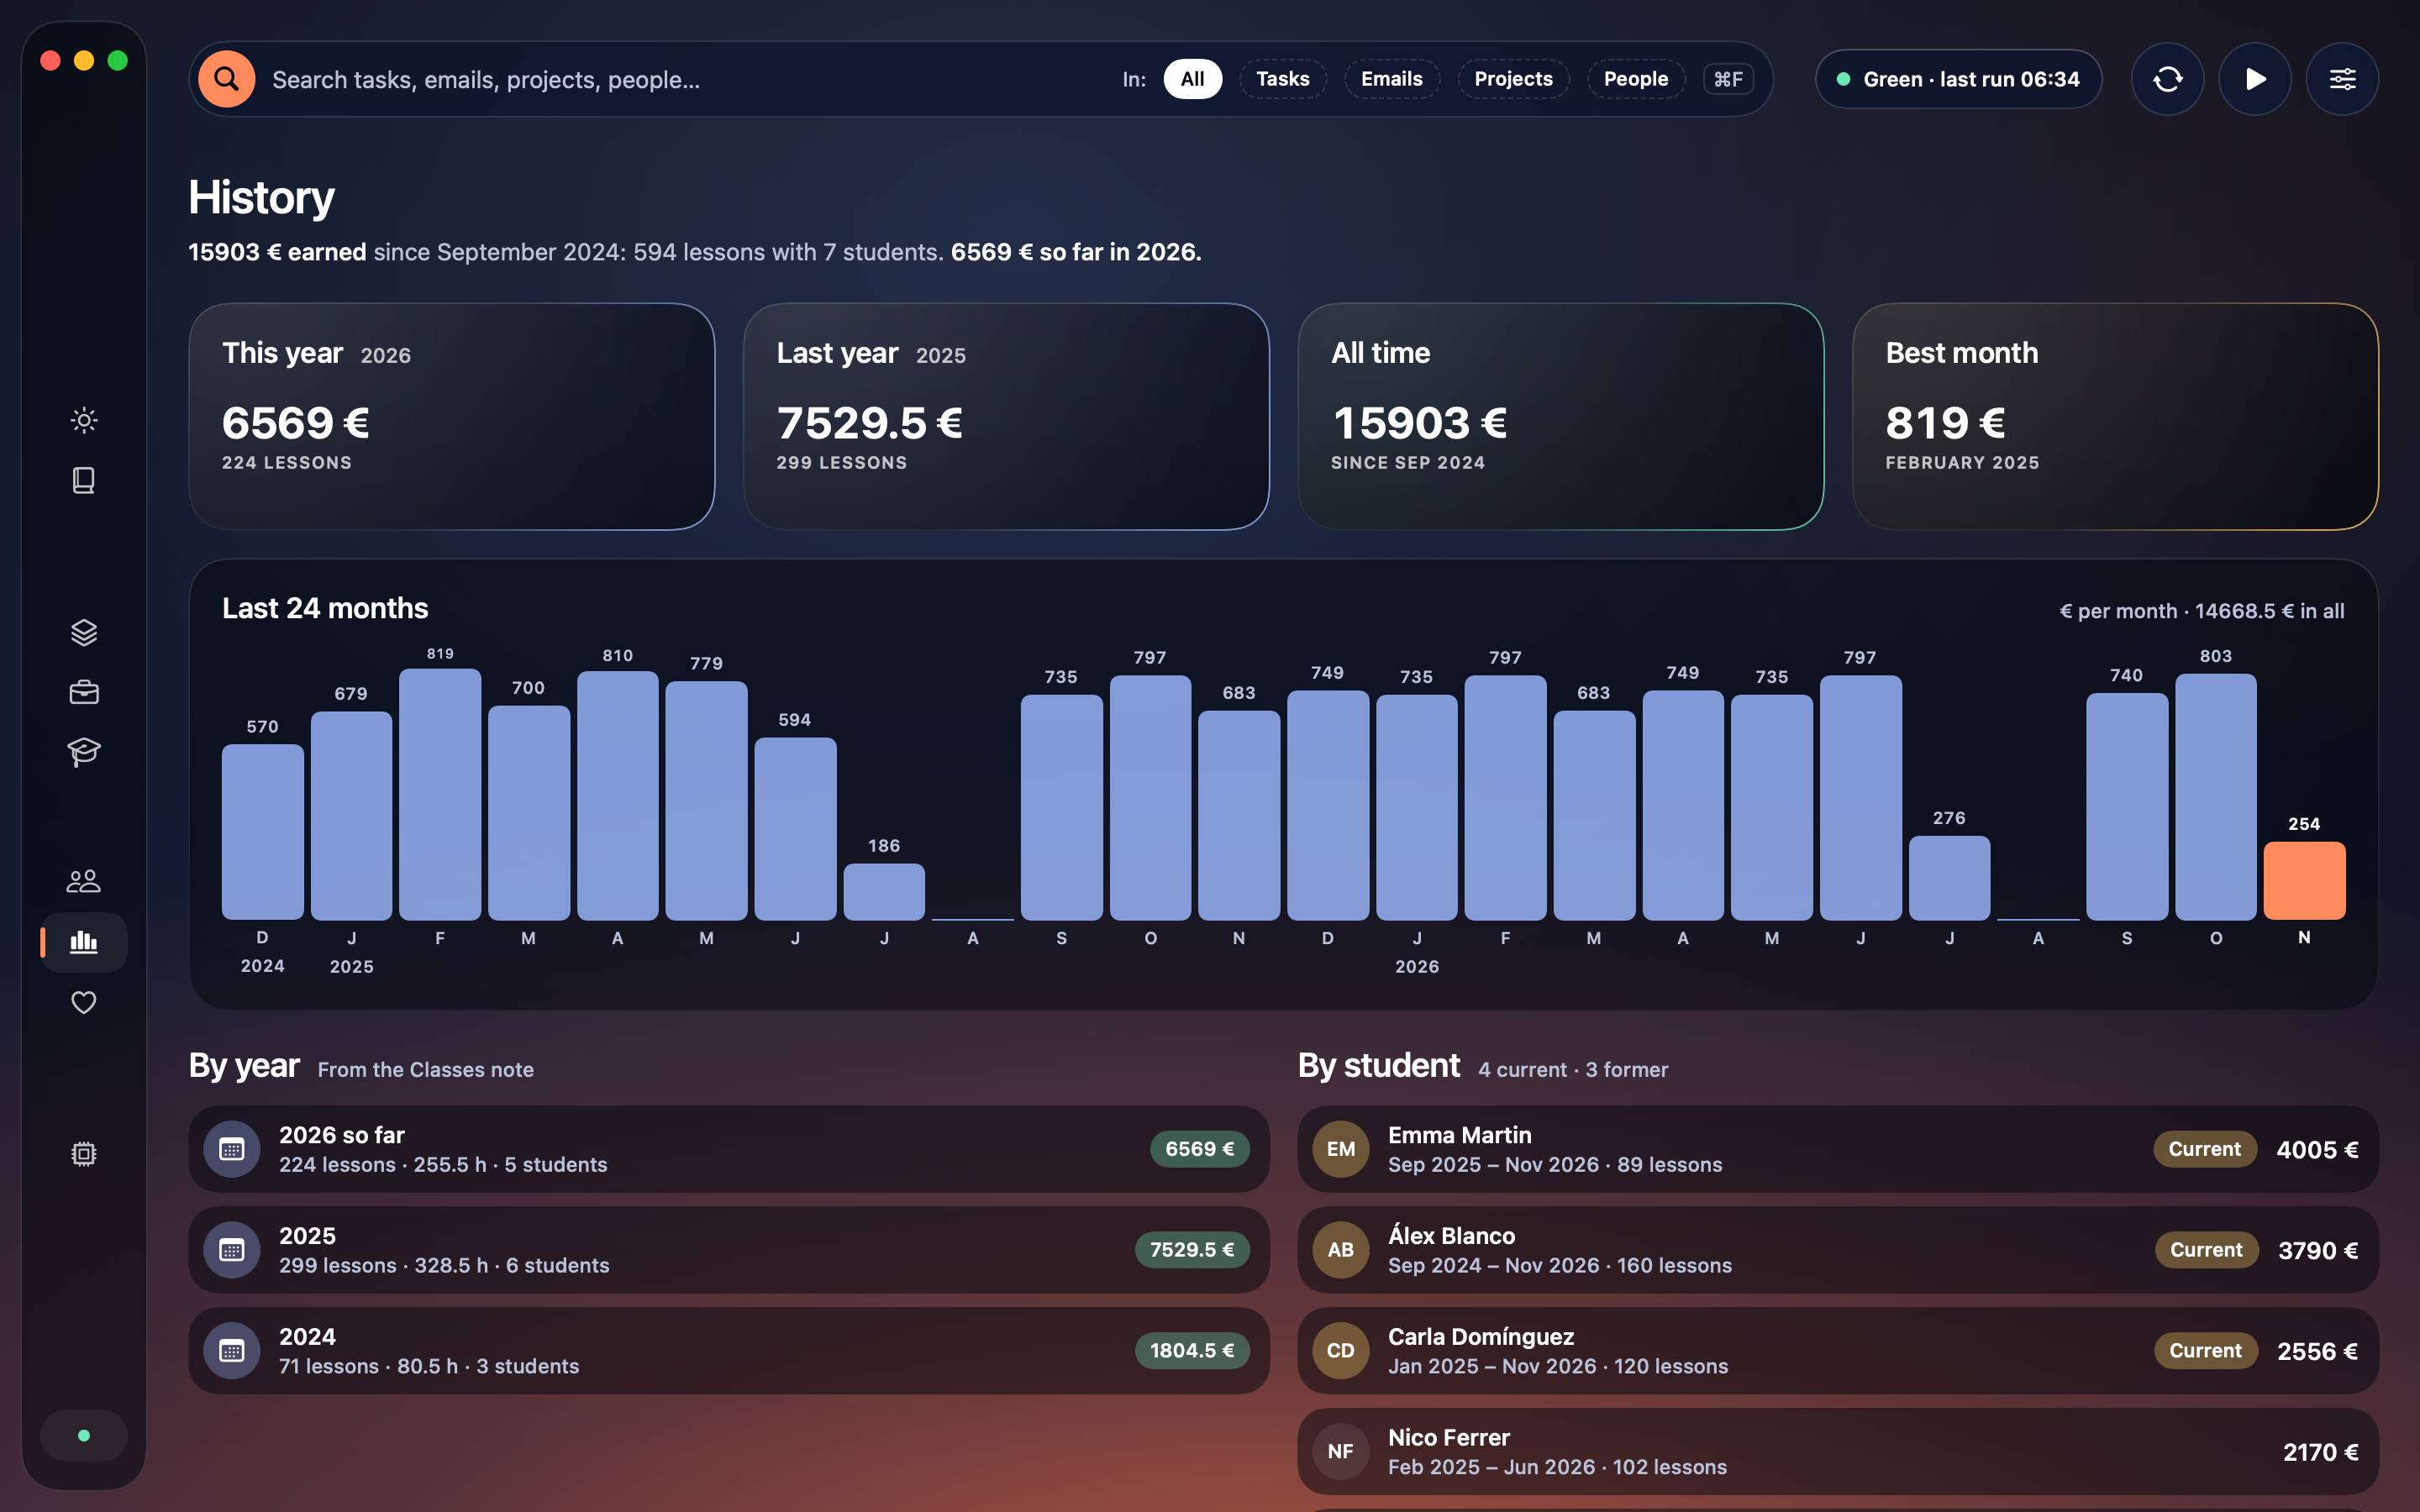 Search tasks, emails, projects, people...
In: All Tasks Emails Projects People ⌘F
Green · last run 06:34
History
15903 € earned since September 2024: 594 lessons with 7 students. 6569 € so far in 2026.
This year 2026
6569 €
224 LESSONS
Last year 2025
7529.5 €
299 LESSONS
All time
15903 €
SINCE SEP 2024
Best month
819 €
FEBRUARY 2025
Last 24 months
€ per month · 14668.5 € in all
570 679 819 700 810 779 594 186 735 797 683 749 735 797 683 749 735 797 276 740 803 254
D J F M A M J J A S O N D J F M A M J J A S O N
2024 2025 2026
By year From the Classes note
2026 so far
224 lessons · 255.5 h · 5 students
6569 €
2025
299 lessons · 328.5 h · 6 students
7529.5 €
2024
71 lessons · 80.5 h · 3 students
1804.5 €
By student 4 current · 3 former
EM
Emma Martin
Sep 2025 – Nov 2026 · 89 lessons
Current 4005 €
AB
Álex Blanco
Sep 2024 – Nov 2026 · 160 lessons
Current 3790 €
CD
Carla Domínguez
Jan 2025 – Nov 2026 · 120 lessons
Current 2556 €
NF
Nico Ferrer
Feb 2025 – Jun 2026 · 102 lessons
2170 €